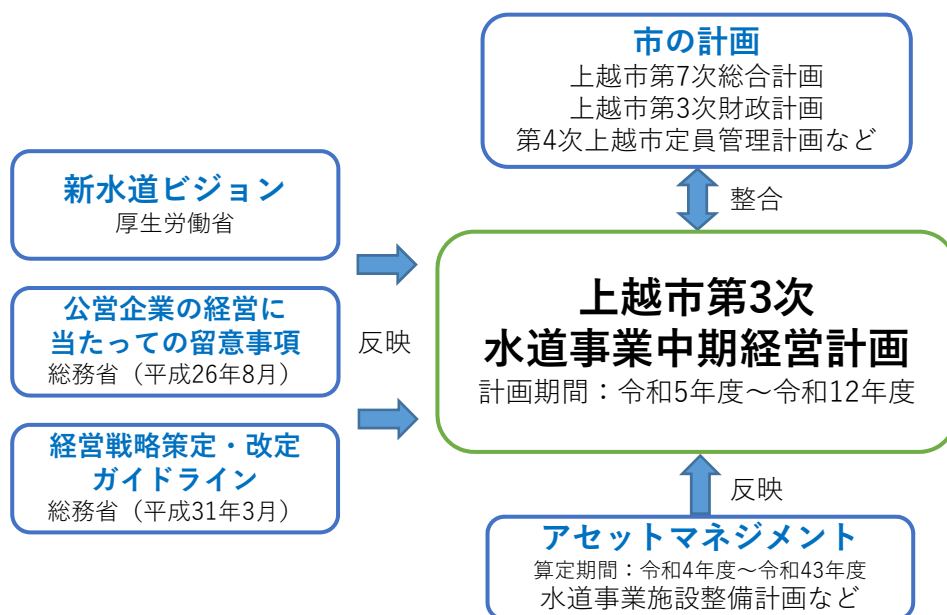 市の計画
上越市第7次総合計画
上越市第3次財政計画
第4次上越市定員管理計画など
整合
新水道ビジョン
厚生労働省
公営企業の経営に
当たっての留意事項
総務省（平成26年8月）
経営戦略策定・改定
ガイドライン
総務省（平成31年3月）
反映
上越市第3次
水道事業中期経営計画
計画期間：令和5年度～令和12年度
反映
アセットマネジメント
算定期間：令和4年度～令和43年度
水道事業施設整備計画など